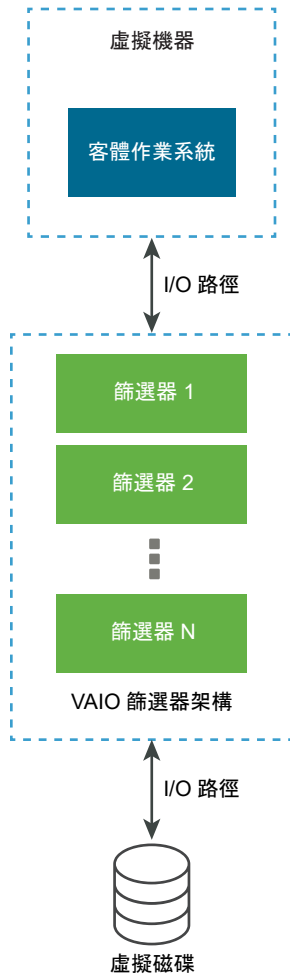 虛擬機器
客體作業系統
I/O 路徑
篩選器 1
篩選器 2
篩選器 N
VAIO 篩選器架構
I/O 路徑
虛擬磁碟